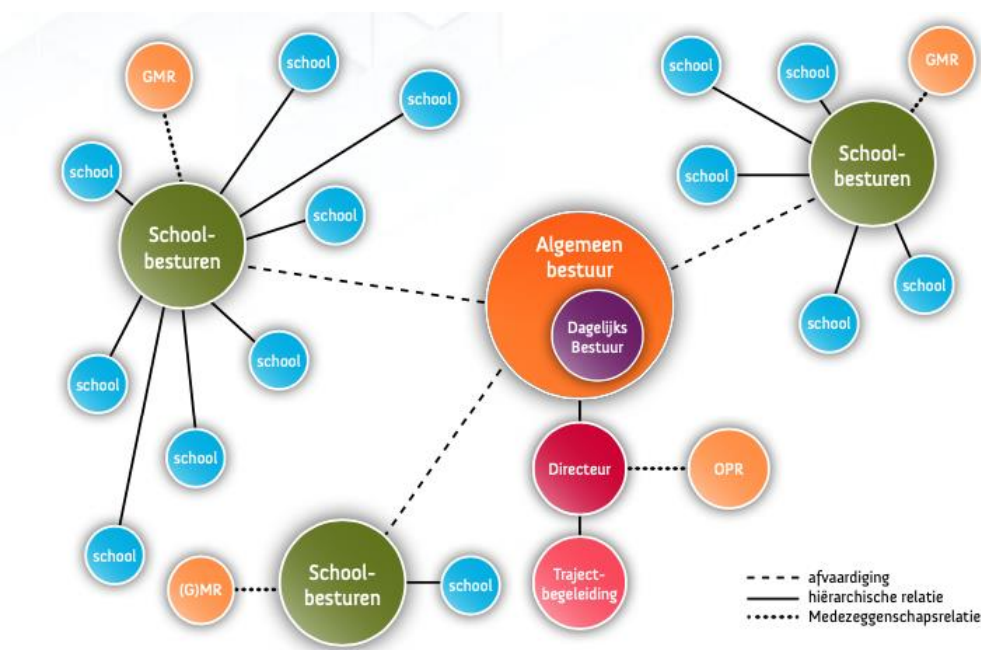 GMR
school
school
school
school
School-
besturen
school
school
school
school
school
school
school
GMR
school
School-
besturen
school
school
Algemeen
bestuur
Dagelijks
Bestuur
Directeur
OPR
Traject-
begeleiding
(G)MR
School-
besturen
school
afvaardiging
hiërarchische relatie
Medezeggenschapsrelatie